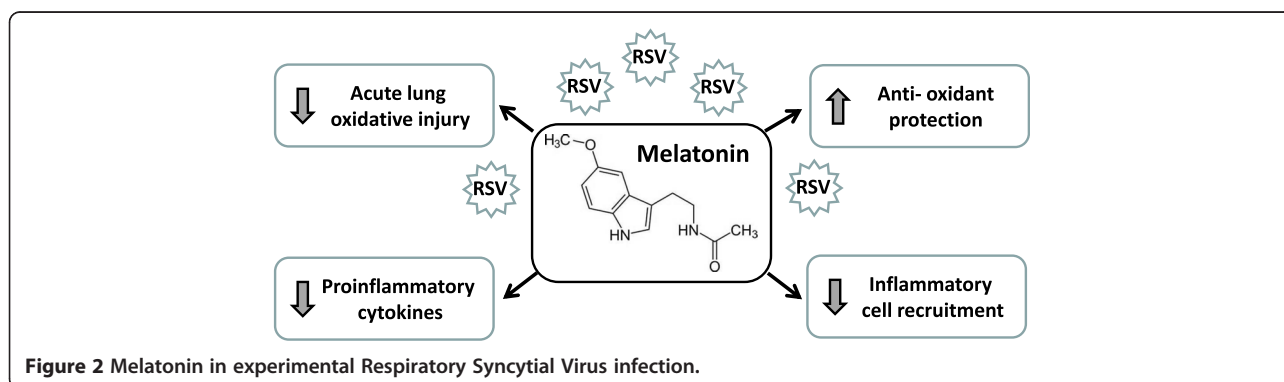 RSV
RSV
RSV
Acute lung
oxidative injury
Anti- oxidant
protection
H₃C
O
Melatonin
RSV
RSV
HN
HN
CH₃
O
Proinflammatory
cytokines
Inflammatory
cell recruitment
Figure 2 Melatonin in experimental Respiratory Syncytial Virus infection.